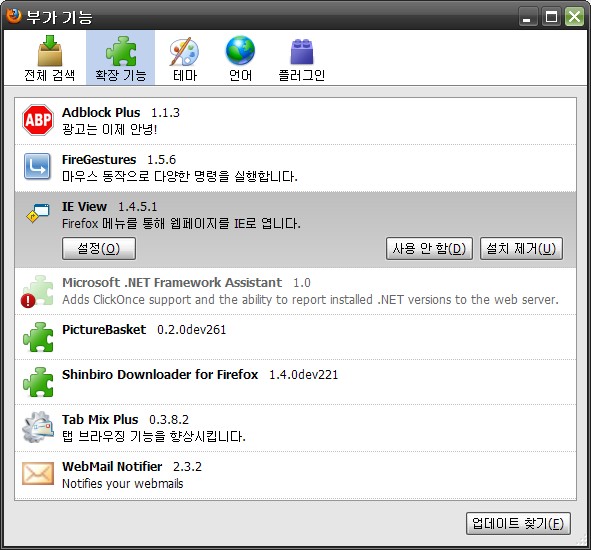 부가 기능
전체 검색 확장 기능 테마 언어 플러그인
ABP
Adblock Plus 1.1.3
광고는 이제 안녕!
FireGestures 1.5.6
마우스 동작으로 다양한 명령을 실행합니다.
IE View 1.4.5.1
Firefox 메뉴를 통해 웹페이지를 IE로 엽니다.
설정(O) 사용 안 함(D) 설치 제거(U)
Microsoft .NET Framework Assistant 1.0
Adds ClickOnce support and the ability to report installed .NET versions to the web server.
PictureBasket 0.2.0dev261
Shinbiro Downloader for Firefox 1.4.0dev221
Tab Mix Plus 0.3.8.2
탭 브라우징 기능을 향상시킵니다.
WebMail Notifier 2.3.2
Notifies your webmails
업데이트 찾기(F)